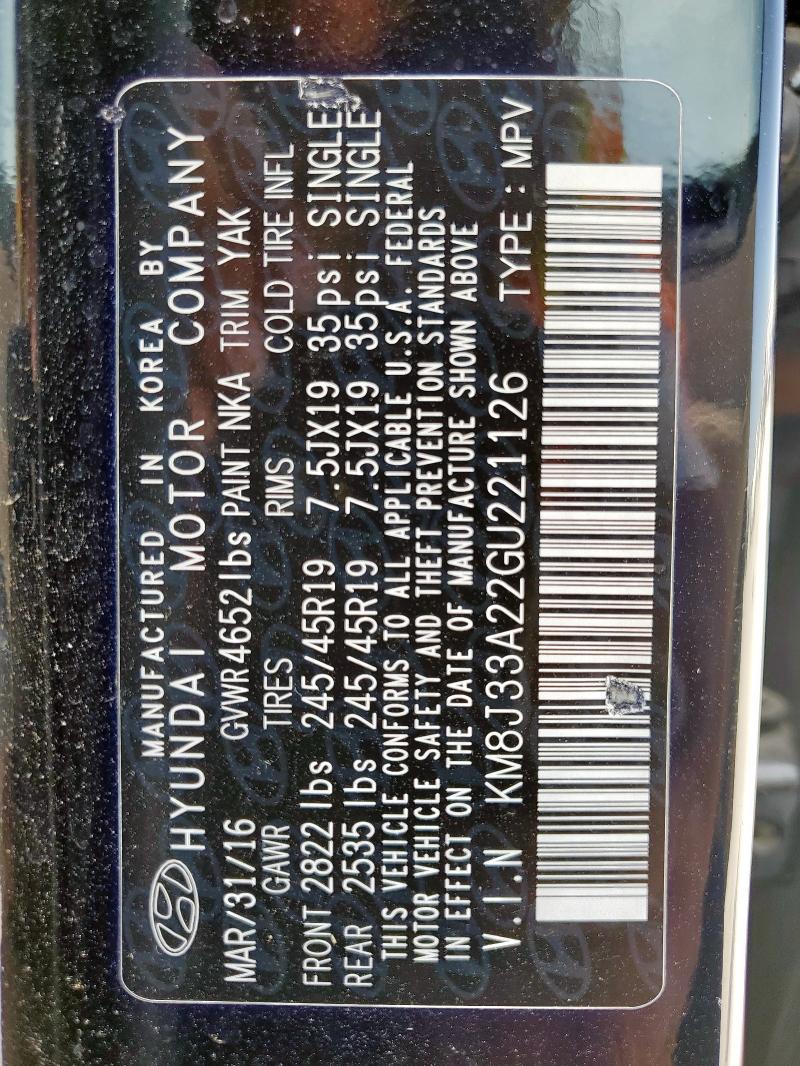 MANUFACTURED IN KOREA BY
HYUNDAI MOTOR COMPANY
MAR/31/16 GVWR 4652 lbs PAINT NKA TRIM YAK
GAWR TIRES RIMS COLD TIRE INFL
FRONT 2822 lbs 245/45R19 7.5JX19 35psi SINGLE
REAR 2535 lbs 245/45R19 7.5JX19 35psi SINGLE
THIS VEHICLE CONFORMS TO ALL APPLICABLE U.S.A. FEDERAL
MOTOR VEHICLE SAFETY AND THEFT PREVENTION STANDARDS
IN EFFECT ON THE DATE OF MANUFACTURE SHOWN ABOVE
V.I.N KM8J33A22GU221126 TYPE : MPV